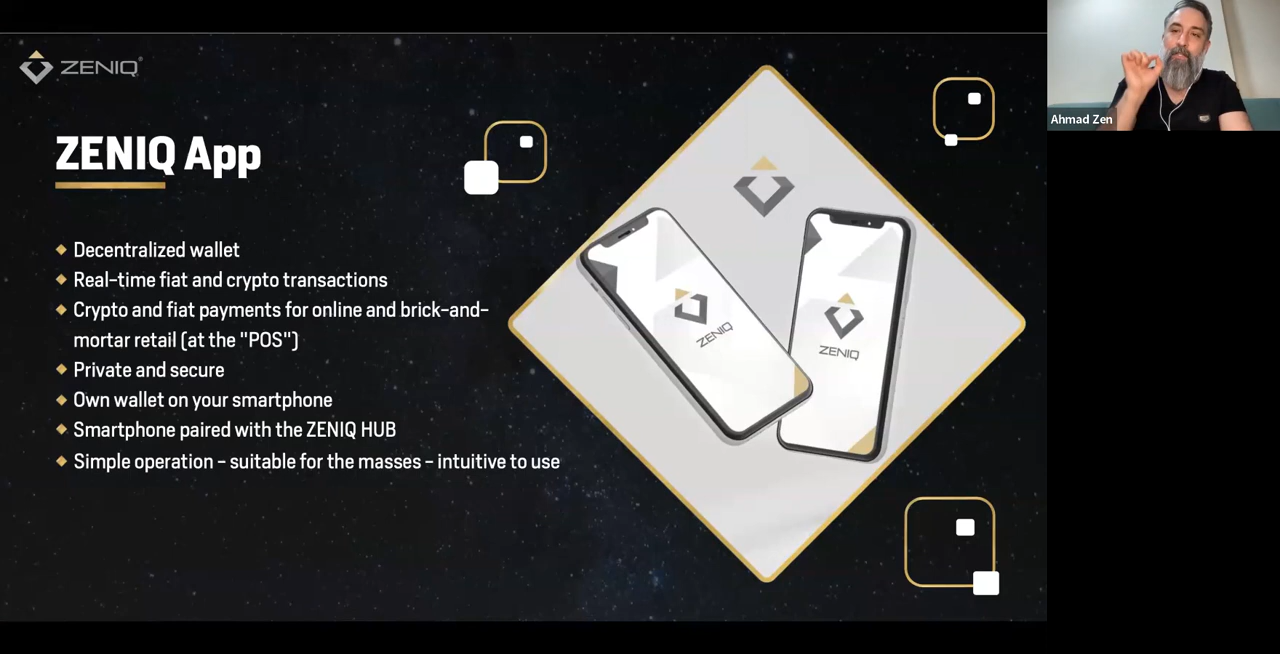 ZENIQ®
ZENIQ App
Decentralized wallet
Real-time fiat and crypto transactions
Crypto and fiat payments for online and brick-and-
mortar retail (at the "POS")
Private and secure
Own wallet on your smartphone
Smartphone paired with the ZENIQ HUB
Simple operation - suitable for the masses - intuitive to use
ZENIQ
ZENIQ
Ahmad Zen